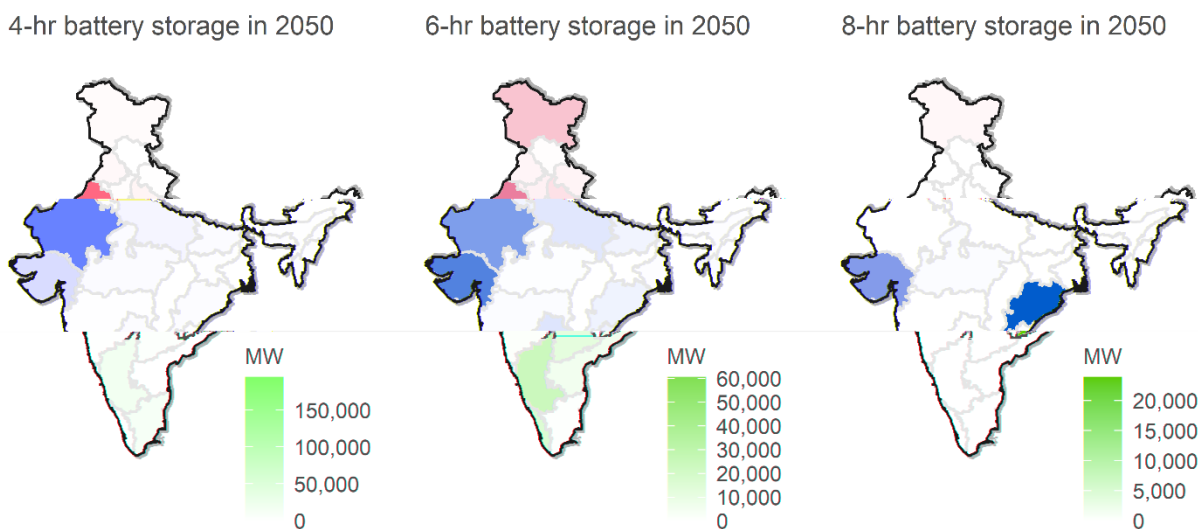 4-hr battery storage in 2050
6-hr battery storage in 2050
8-hr battery storage in 2050
MW
150,000
100,000
50,000
0
MW
60,000
50,000
40,000
30,000
20,000
10,000
0
MW
20,000
15,000
10,000
5,000
0